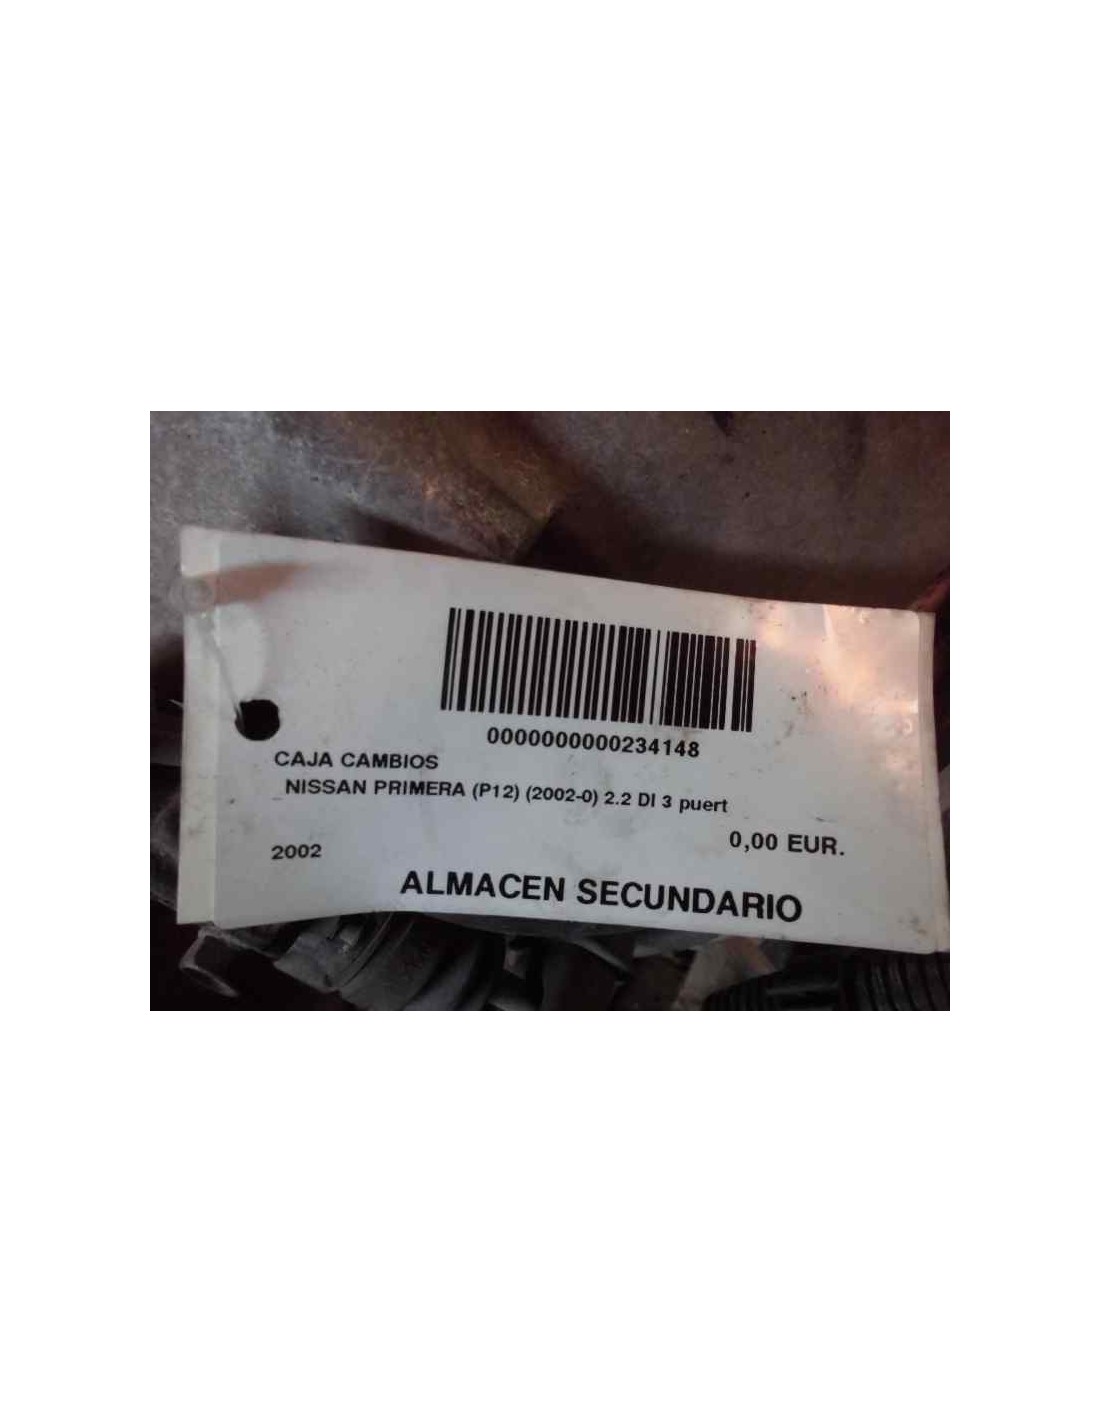 0000000000234148
CAJA CAMBIOS
NISSAN PRIMERA (P12) (2002-0) 2.2 DI 3 puert
0,00 EUR.
2002
ALMACEN SECUNDARIO